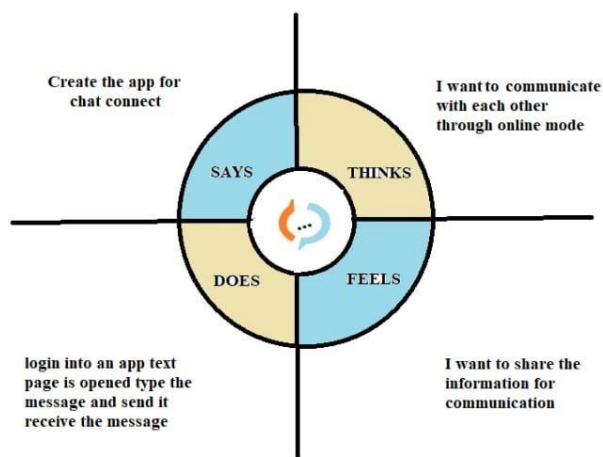 Create the app for
chat connect
I want to communicate
with each other
through online mode
SAYS
THINKS
DOES
FEELS
login into an app text
page is opened type the
message and send it
receive the message
I want to share the
information for
communication